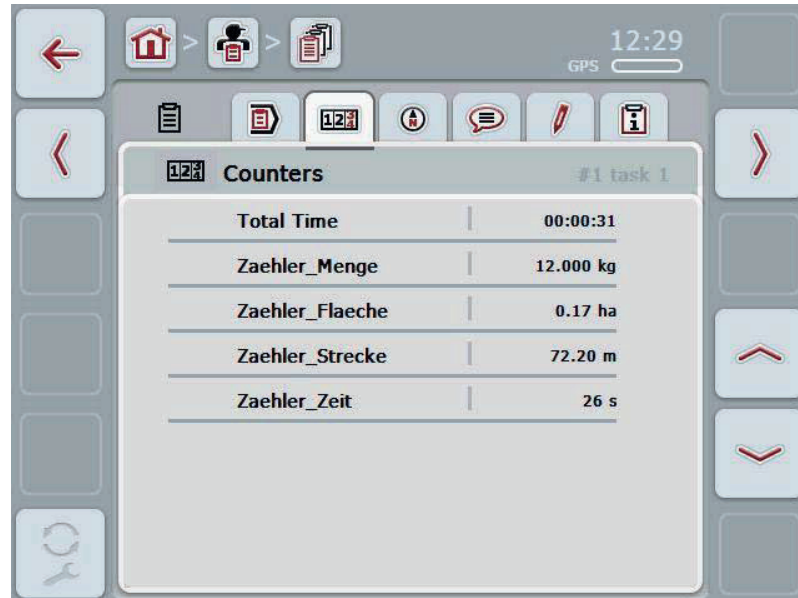 12:29
GPS
Counters #1 task 1
Total Time 00:00:31
Zaehler_Menge 12.000 kg
Zaehler_Flaeche 0.17 ha
Zaehler_Strecke 72.20 m
Zaehler_Zeit 26 s